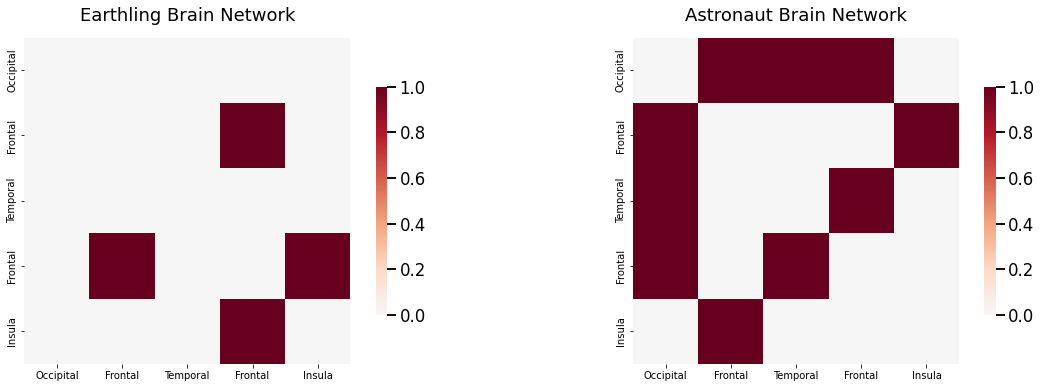 Earthling Brain Network
Occipital
Frontal
Temporal
Frontal
Insula
Occipital Frontal Temporal Frontal Insula
1.0
0.8
0.6
0.4
0.2
0.0
Astronaut Brain Network
Occipital
Frontal
Temporal
Frontal
Insula
Occipital Frontal Temporal Frontal Insula
1.0
0.8
0.6
0.4
0.2
0.0